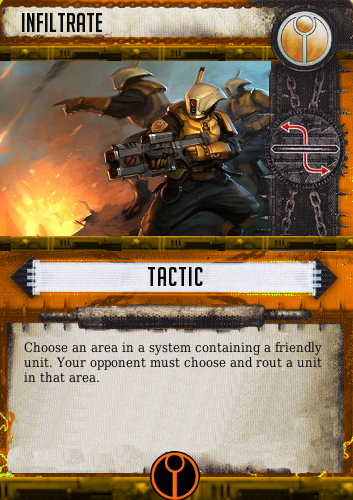 INFILTRATE
TACTIC
Choose an area in a system containing a friendly
unit. Your opponent must choose and rout a unit
in that area.